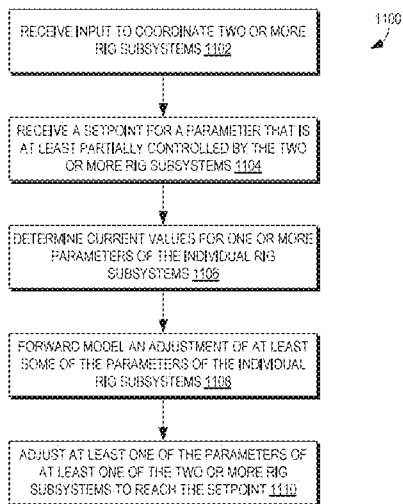 1100
RECEIVE INPUT TO COORDINATE TWO OR MORE
RIG SUBSYSTEMS 1102
RECEIVE A SETPOINT FOR A PARAMETER THAT IS
AT LEAST PARTIALLY CONTROLLED BY THE TWO
OR MORE RIG SUBSYSTEMS 1104
DETERMINE CURRENT VALUES FOR ONE OR MORE
PARAMETERS OF THE INDIVIDUAL RIG
SUBSYSTEMS 1106
FORWARD MODEL AN ADJUSTMENT OF AT LEAST
SOME OF THE PARAMETERS OF THE INDIVIDUAL
RIG SUBSYSTEMS 1108
ADJUST AT LEAST ONE OF THE PARAMETERS OF
AT LEAST ONE OF THE TWO OR MORE RIG
SUBSYSTEMS TO REACH THE SETPOINT 1110